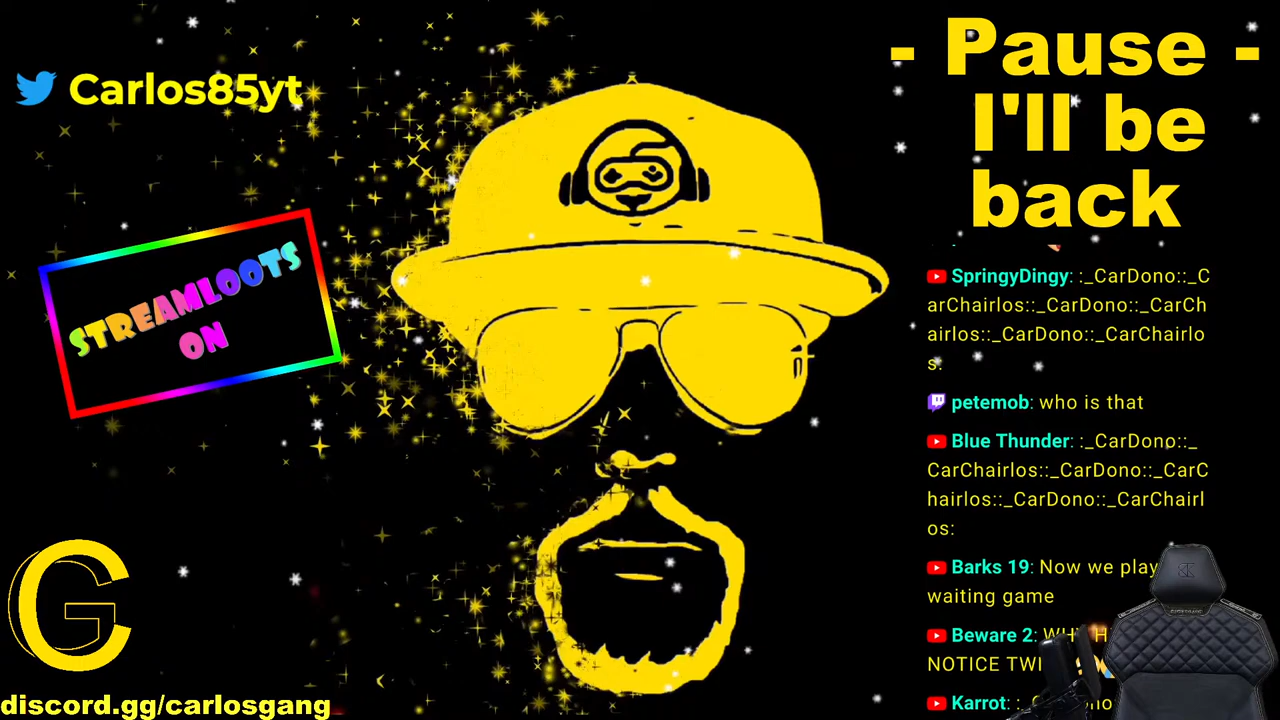 Carlos85yt
- Pause -
I'll be
back
STREAMLOOTS
ON
SpringyDingy: :_CarDono::_C
arChairlos::_CarDono::_CarCh
airlos::_CarDono::_CarChairlo
s:
petemob: who is that
Blue Thunder: :_CarDono::_
CarChairlos::_CarDono::_CarC
hairlos::_CarDono::_CarChairl
os:
Barks 19: Now we play
waiting game
Beware 2:
NOTICE
Karrot:
G
discord.gg/carlosgang